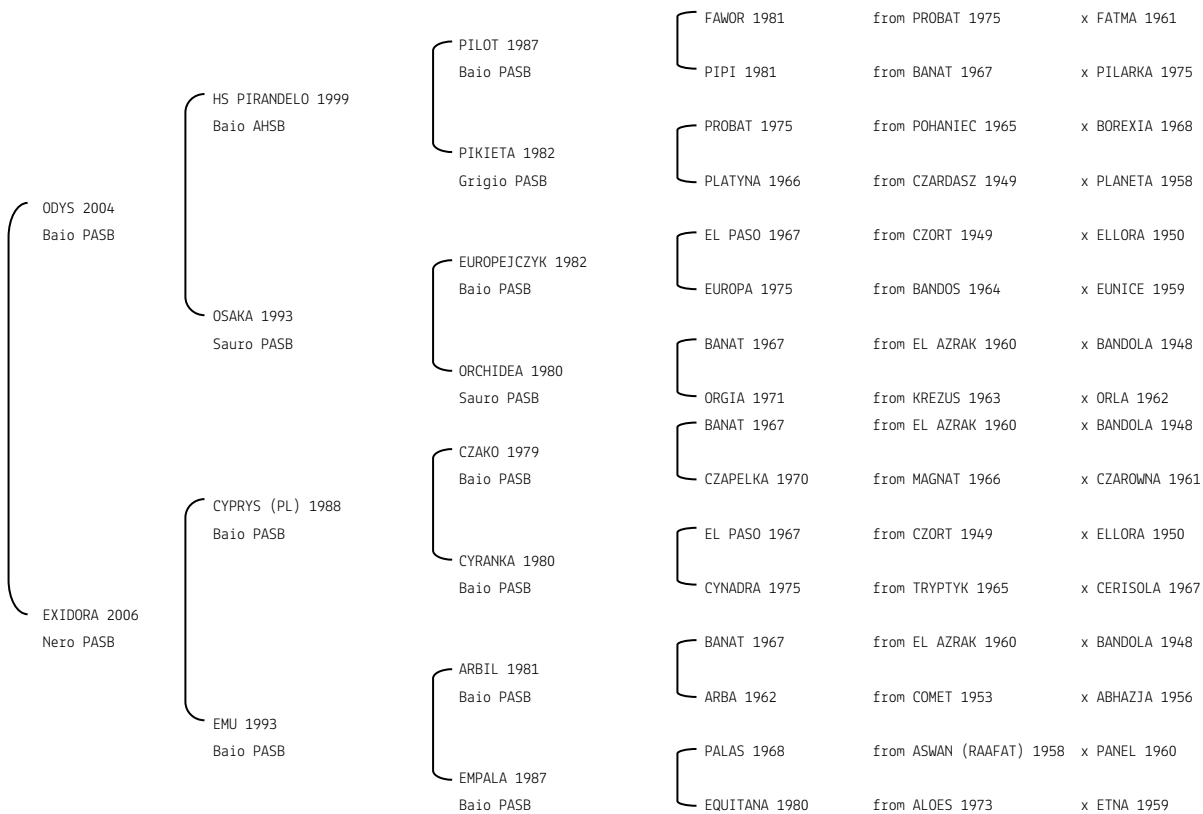 FAWOR 1981 from PROBAT 1975 x FATMA 1961
PILOT 1987
Baio PASB
PIPI 1981 from BANAT 1967 x PILARKA 1975
HS PIRANDELO 1999
Baio AHSB
PROBAT 1975 from POHANIEC 1965 x BOREXIA 1968
PIKIETA 1982
Grigio PASB
PLATYNA 1966 from CZARDASZ 1949 x PLANETA 1958
ODYS 2004
Baio PASB
EL PASO 1967 from CZORT 1949 x ELLORA 1950
EUROPEJCZYK 1982
Baio PASB
EUROPA 1975 from BANDOS 1964 x EUNICE 1959
OSAKA 1993
Sauro PASB
BANAT 1967 from EL AZRAK 1960 x BANDOLA 1948
ORCHIDEA 1980
Sauro PASB
ORGIA 1971 from KREZUS 1963 x ORLA 1962
BANAT 1967 from EL AZRAK 1960 x BANDOLA 1948
CZAKO 1979
Baio PASB
CZAPELKA 1970 from MAGNAT 1966 x CZAROWNA 1961
CYPRYS (PL) 1988
Baio PASB
EL PASO 1967 from CZORT 1949 x ELLORA 1950
CYRANKA 1980
Baio PASB
CYNADRA 1975 from TRYPTYK 1965 x CERISOLA 1967
EXIDORA 2006
Nero PASB
BANAT 1967 from EL AZRAK 1960 x BANDOLA 1948
ARBIL 1981
Baio PASB
ARBA 1962 from COMET 1953 x ABHAZJA 1956
EMU 1993
Baio PASB
PALAS 1968 from ASWAN (RAAFAT) 1958 x PANEL 1960
EMPALA 1987
Baio PASB
EQUITANA 1980 from ALOES 1973 x ETNA 1959